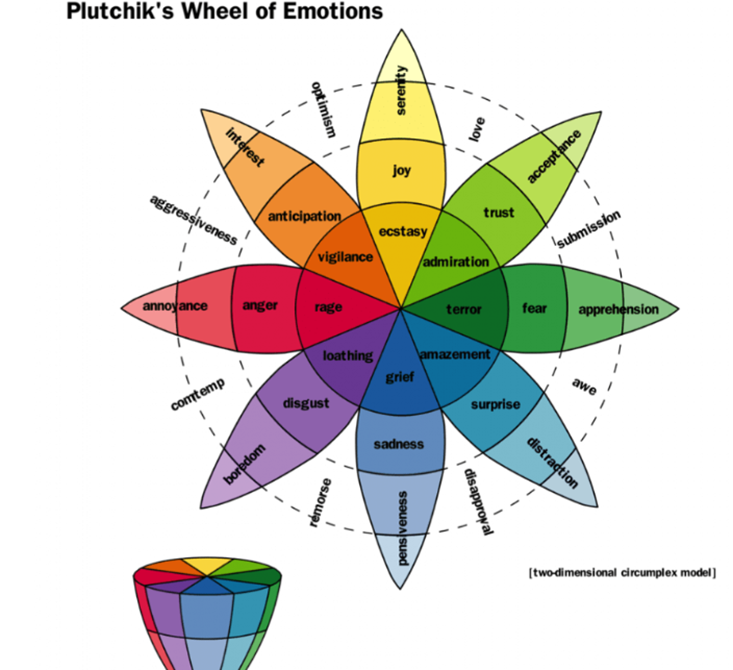 Plutchik's Wheel of Emotions
serenity
optimism
love
interest
acceptance
joy
anticipation
trust
aggressiveness
submission
ecstasy
vigilance
admiration
annoyance
anger
rage
terror
fear
apprehension
loathing
amazement
grief
comtemp
awe
disgust
surprise
sadness
boredom
distraction
remorse
disapproval
pensiveness
[two-dimensional circumplex model]